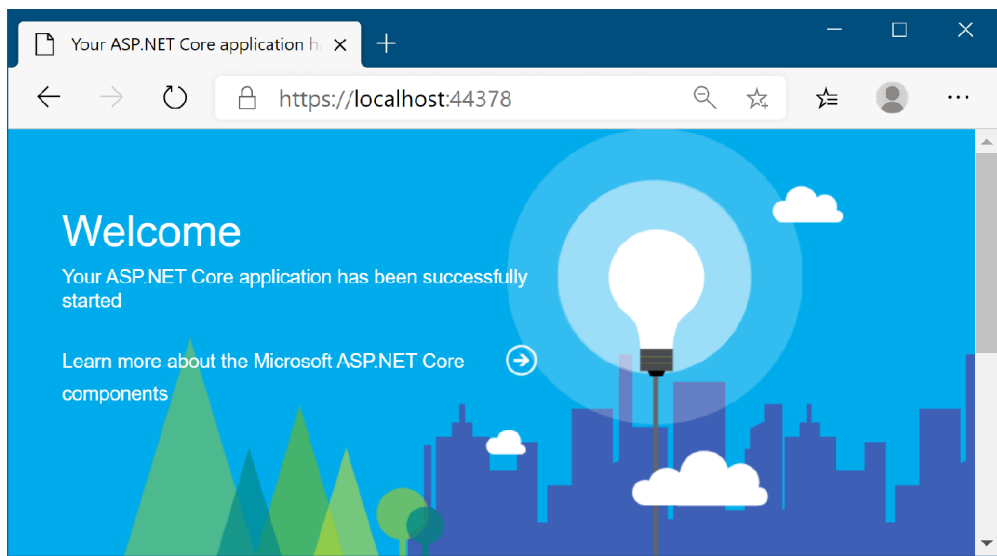 Your ASP.NET Core application h
https://localhost:44378
Welcome
Your ASP.NET Core application has been successfully
started
Learn more about the Microsoft ASP.NET Core
components